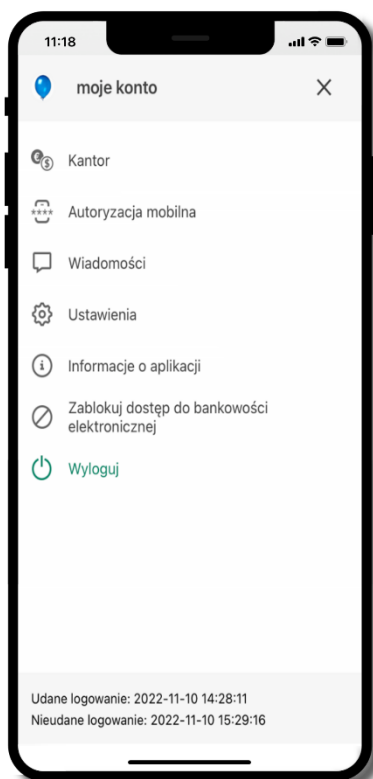 11:18
moje konto
Kantor
Autoryzacja mobilna
Wiadomości
Ustawienia
Informacje o aplikacji
Zablokuj dostęp do bankowości
elektronicznej
Wyloguj
Udane logowanie: 2022-11-10 14:28:11
Nieudane logowanie: 2022-11-10 15:29:16